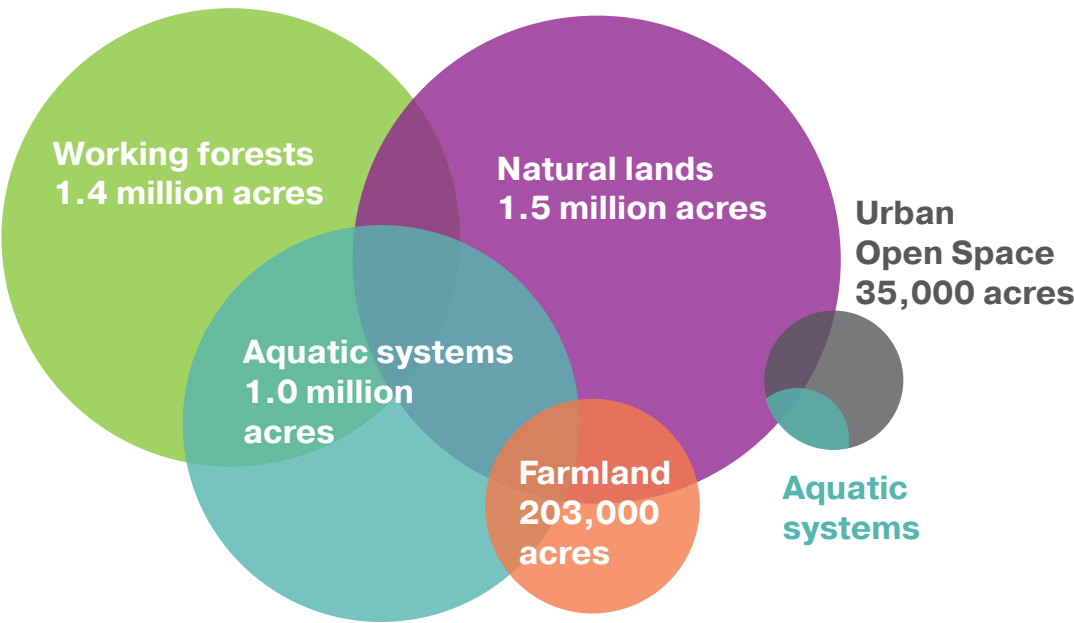 Working forests
1.4 million acres
Natural lands
1.5 million acres
Urban
Open Space
35,000 acres
Aquatic systems
1.0 million
acres
Farmland
203,000
acres
Aquatic
systems